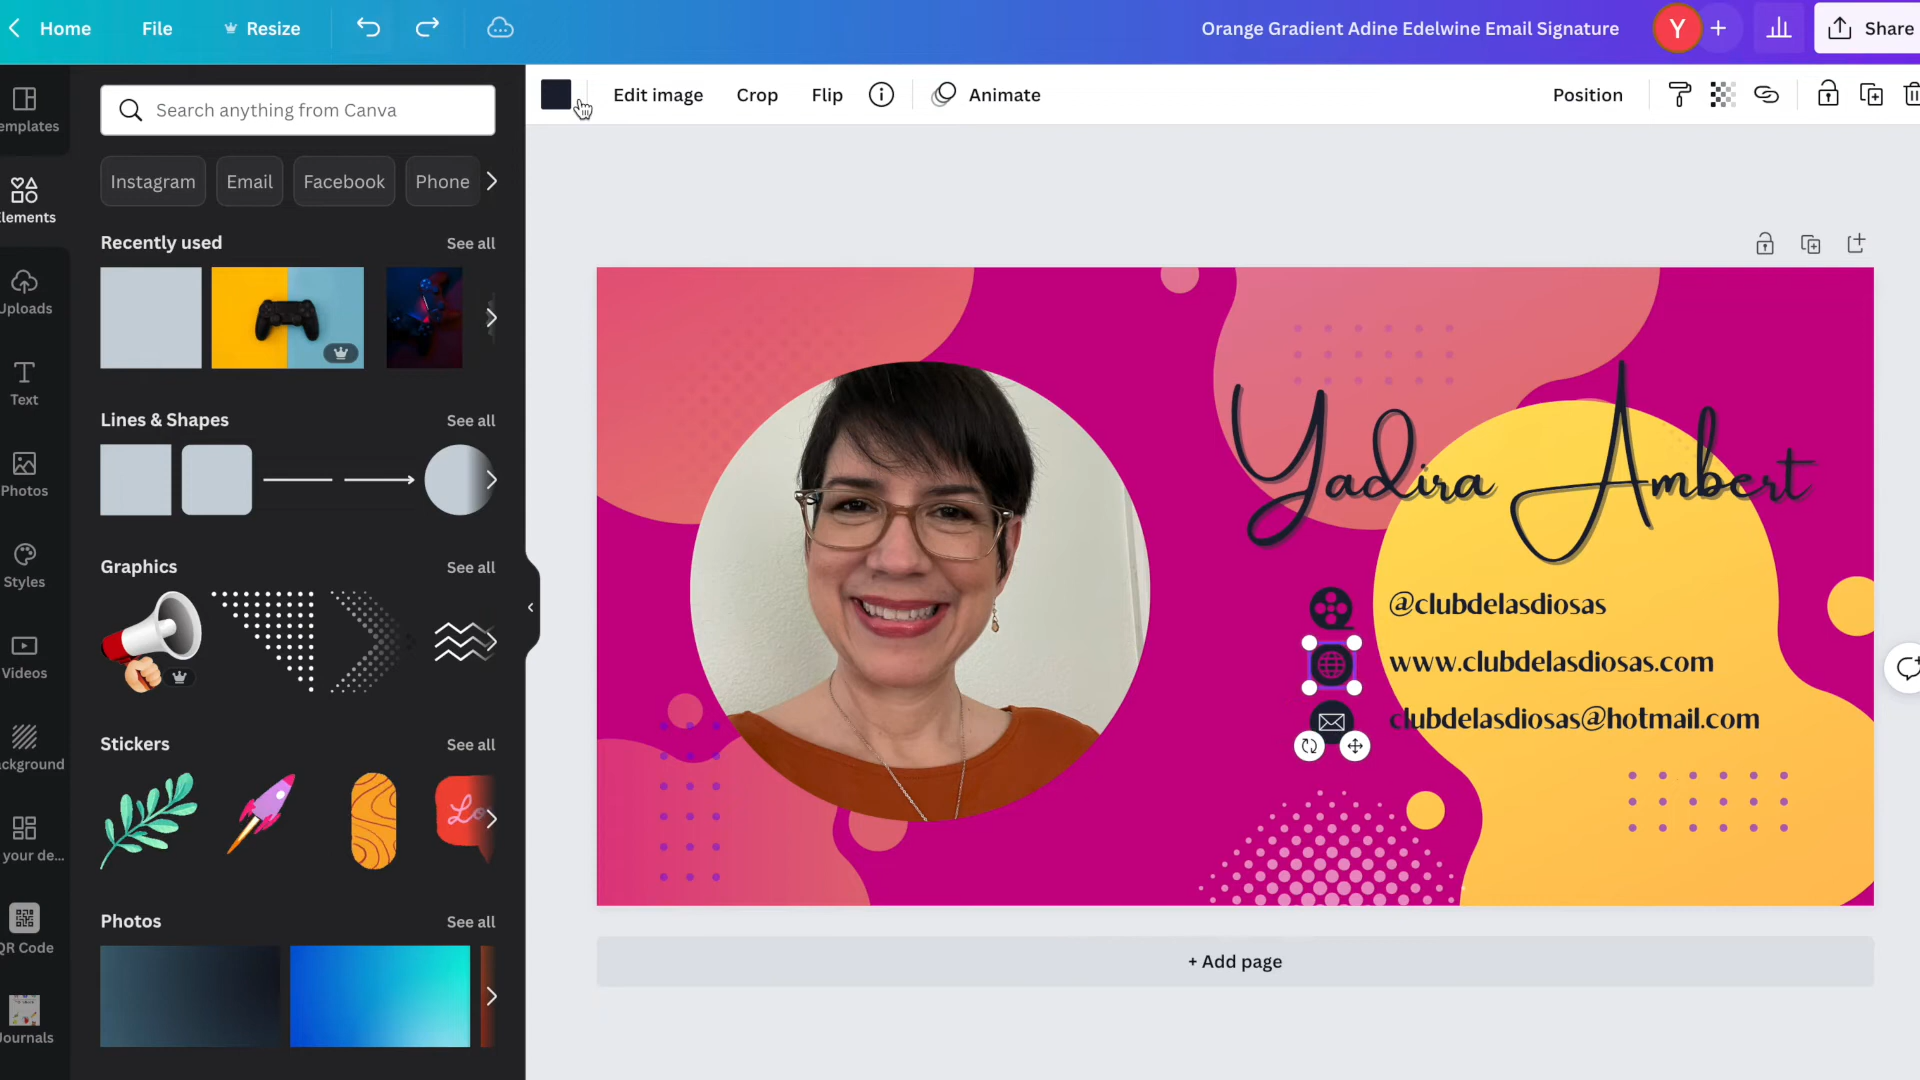 Home File Resize Orange Gradient Adine Edelwine Email Signature Y Share
Edit image Crop Flip Animate Position
emplates
Elements
Uploads
Text
Photos
Styles
Videos
ckground
your de...
QR Code
Journals
Search anything from Canva
Instagram Email Facebook Phone
Recently used See all
Lines & Shapes See all
Graphics See all
Stickers See all
Lo
Photos See all
Yadira Ambert
@clubdelasdiosas
www.clubdelasdiosas.com
clubdelasdiosas@hotmail.com
+ Add page